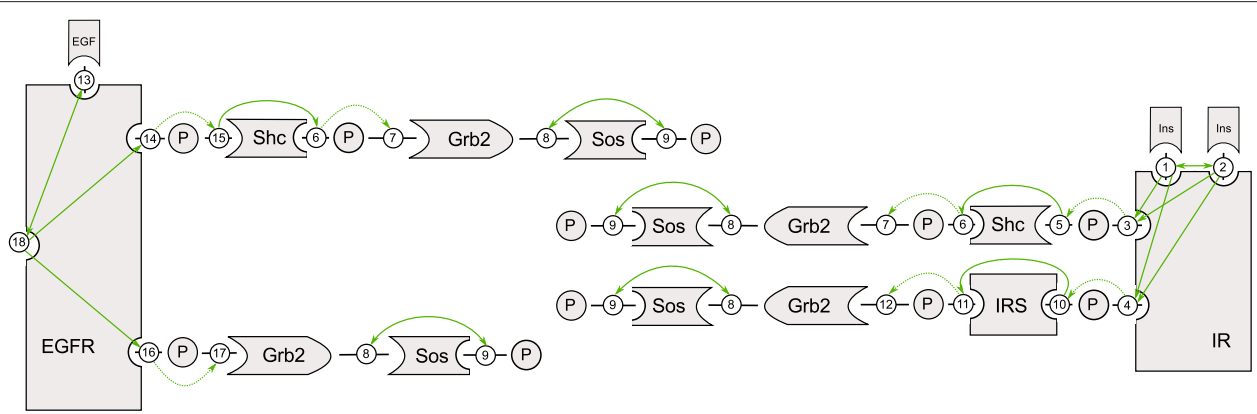 EGF
13
14 P 15 Shc 6 P 7 Grb2 8 Sos 9 P
Ins Ins
1 2
P 9 Sos 8 Grb2 7 P 6 Shc 5 P 3
18
P 9 Sos 8 Grb2 12 P 11 IRS 10 P 4
EGFR
16 P 17 Grb2 8 Sos 9 P
IR